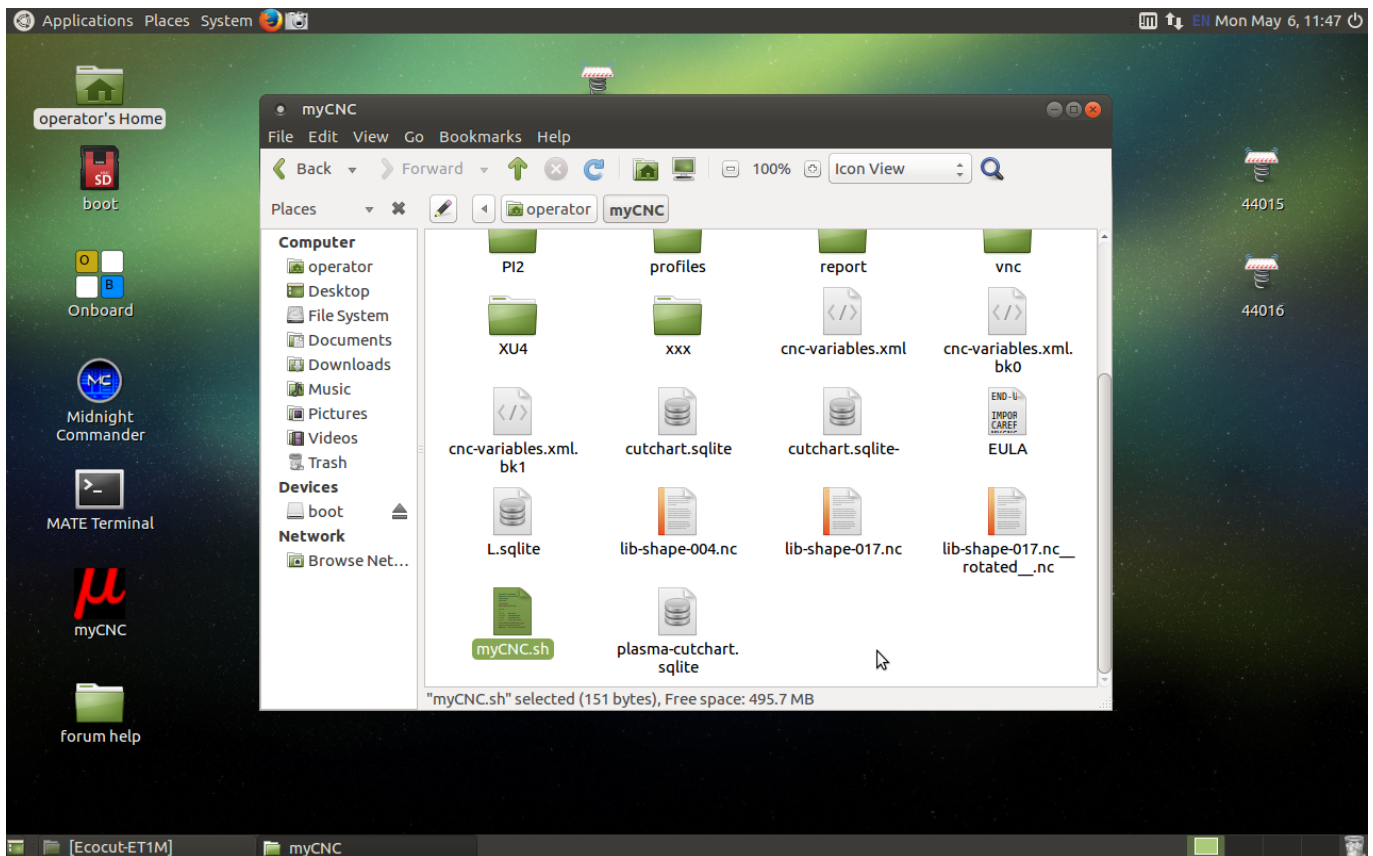 Applications Places System
EN Mon May 6, 11:47
operator's Home
SD
boot
O
B
Onboard
MC
Midnight
Commander
>_
MATE Terminal
μ
myCNC
forum help
44015
44016
myCNC
File Edit View Go Bookmarks Help
Back Forward 100% Icon View
Places operator myCNC
Computer
operator
Desktop
File System
Documents
Downloads
Music
Pictures
Videos
Trash
Devices
boot
Network
Browse Net...
PI2 profiles report vnc
XU4 xxx cnc-variables.xml cnc-variables.xml.
bk0
</>
</>
</>
END-U
IMPOR
CAREF
cnc-variables.xml. cutchart.sqlite cutchart.sqlite- EULA
bk1
L.sqlite lib-shape-004.nc lib-shape-017.nc lib-shape-017.nc__
rotated__.nc
myCNC.sh plasma-cutchart.
sqlite
"myCNC.sh" selected (151 bytes), Free space: 495.7 MB
[Ecocut-ET1M] myCNC